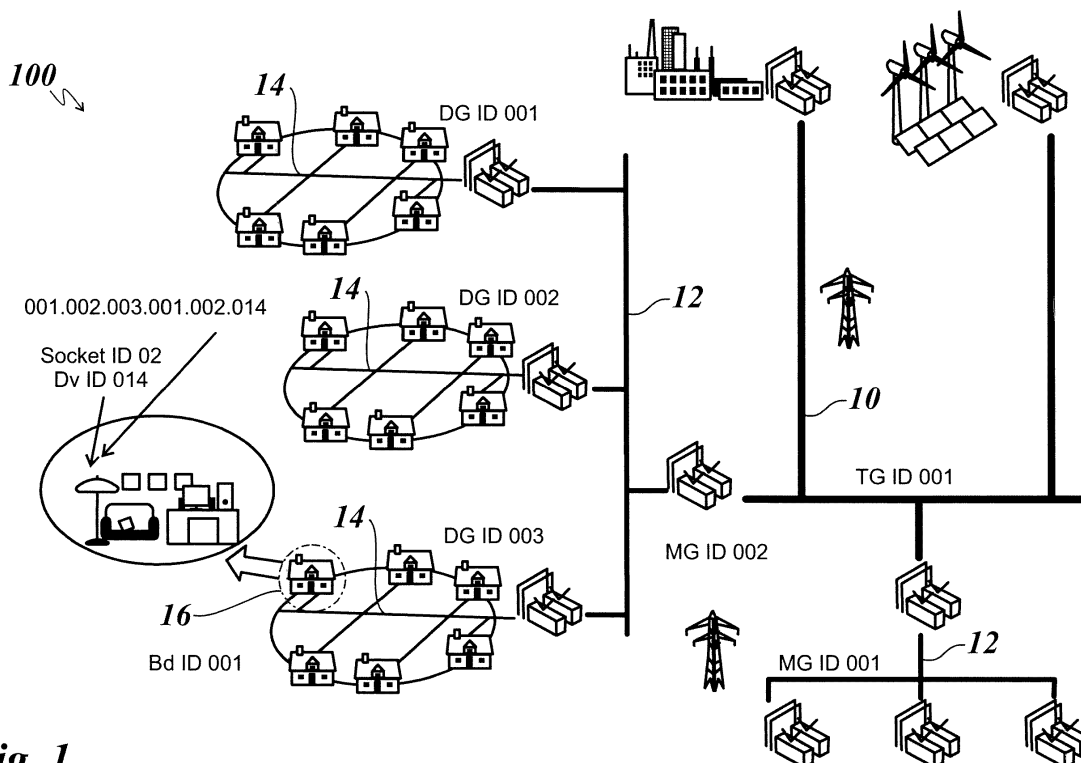 100
14
DG ID 001
001.002.003.001.002.014
Socket ID 02
Dv ID 014
14
DG ID 002
12
10
TG ID 001
MG ID 002
14
DG ID 003
16
Bd ID 001
12
MG ID 001
ig. 1